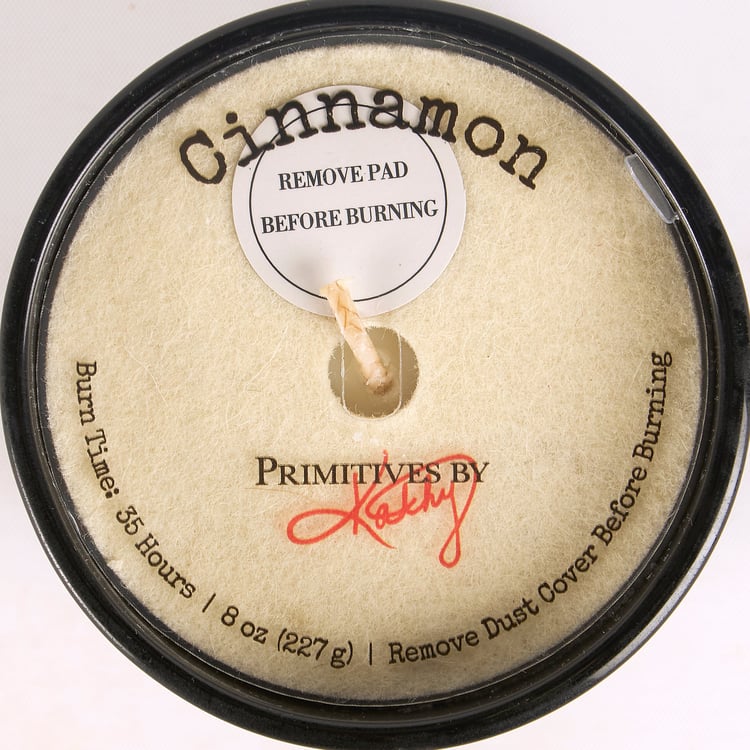 Cinnamon
REMOVE PAD
BEFORE BURNING
PRIMITIVES BY
Kathy
Burn Time: 35 Hours | 8 oz (227 g) | Remove Dust Cover Before Burning